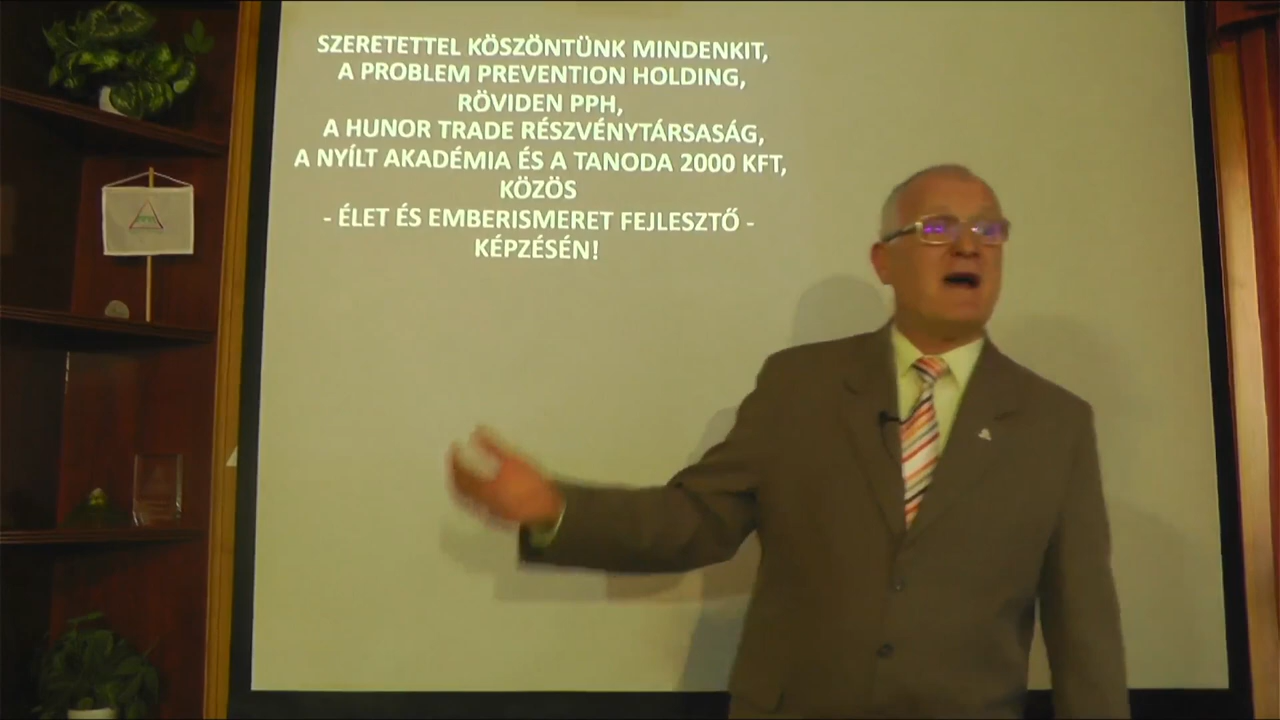 SZERETETTEL KÖSZÖNTÜNK MINDENKIT,
A PROBLEM PREVENTION HOLDING,
RÖVIDEN PPH,
A HUNOR TRADE RÉSZVÉNYTÁRSASÁG,
A NYÍLT AKADÉMIA ÉS A TANODA 2000 KFT,
KÖZÖS
- ÉLET ÉS EMBERISMERET FEJLESZTŐ -
KÉPZÉSÉN!